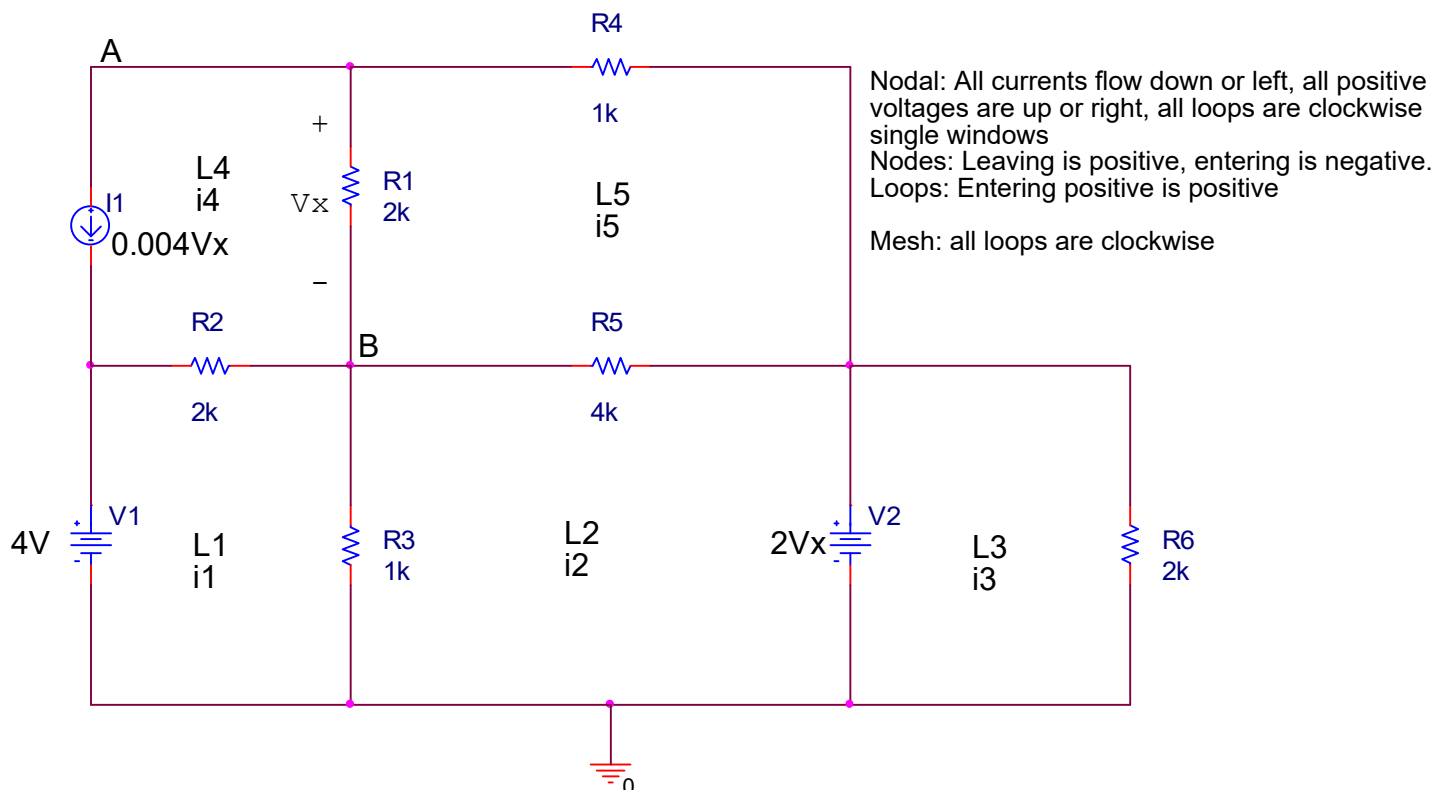 R4
A
1k
Nodal: All currents flow down or left, all positive
voltages are up or right, all loops are clockwise
single windows
Nodes: Leaving is positive, entering is negative.
Loops: Entering positive is positive
Mesh: all loops are clockwise
+
L4
i4
R1
2k
Vx
L5
i5
I1
0.004Vx
-
R2
B
R5
2k
4k
V1
4V
L1
i1
R3
1k
L2
i2
V2
2Vx
L3
i3
R6
2k
0